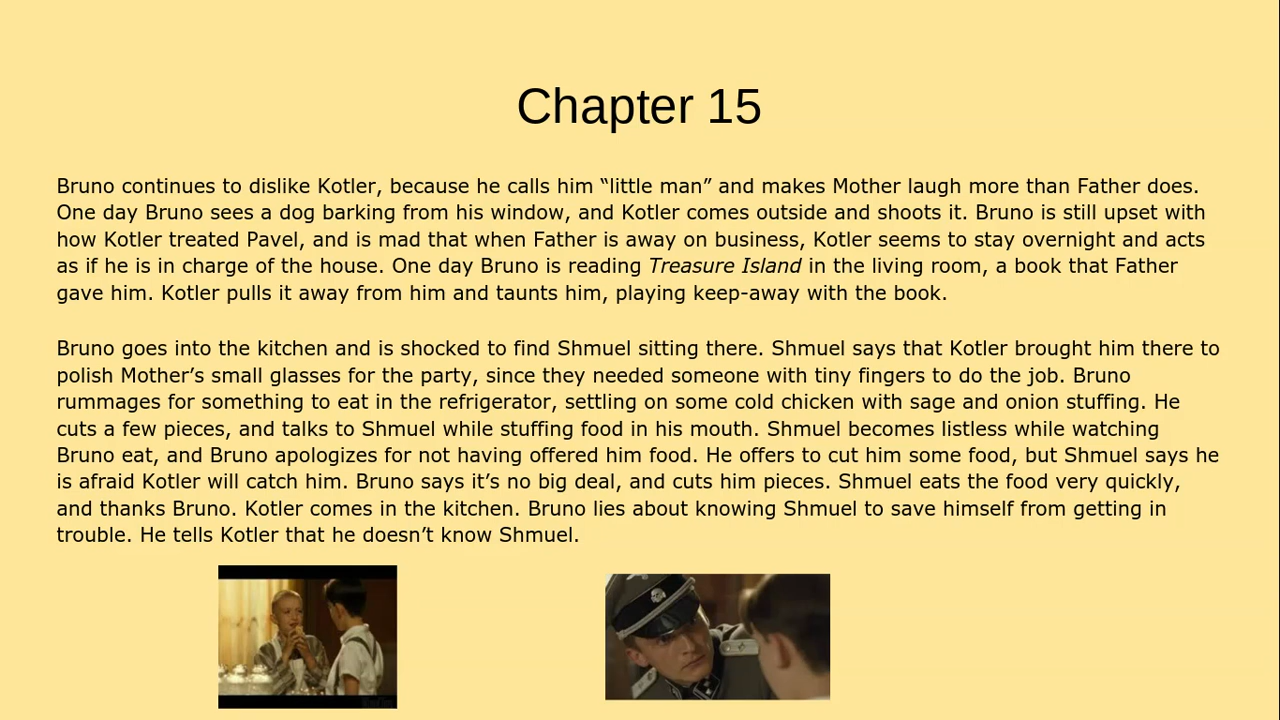 Chapter 15
Bruno continues to dislike Kotler, because he calls him “little man” and makes Mother laugh more than Father does.
One day Bruno sees a dog barking from his window, and Kotler comes outside and shoots it. Bruno is still upset with
how Kotler treated Pavel, and is mad that when Father is away on business, Kotler seems to stay overnight and acts
as if he is in charge of the house. One day Bruno is reading Treasure Island in the living room, a book that Father
gave him. Kotler pulls it away from him and taunts him, playing keep-away with the book.
Bruno goes into the kitchen and is shocked to find Shmuel sitting there. Shmuel says that Kotler brought him there to
polish Mother’s small glasses for the party, since they needed someone with tiny fingers to do the job. Bruno
rummages for something to eat in the refrigerator, settling on some cold chicken with sage and onion stuffing. He
cuts a few pieces, and talks to Shmuel while stuffing food in his mouth. Shmuel becomes listless while watching
Bruno eat, and Bruno apologizes for not having offered him food. He offers to cut him some food, but Shmuel says he
is afraid Kotler will catch him. Bruno says it’s no big deal, and cuts him pieces. Shmuel eats the food very quickly,
and thanks Bruno. Kotler comes in the kitchen. Bruno lies about knowing Shmuel to save himself from getting in
trouble. He tells Kotler that he doesn’t know Shmuel.